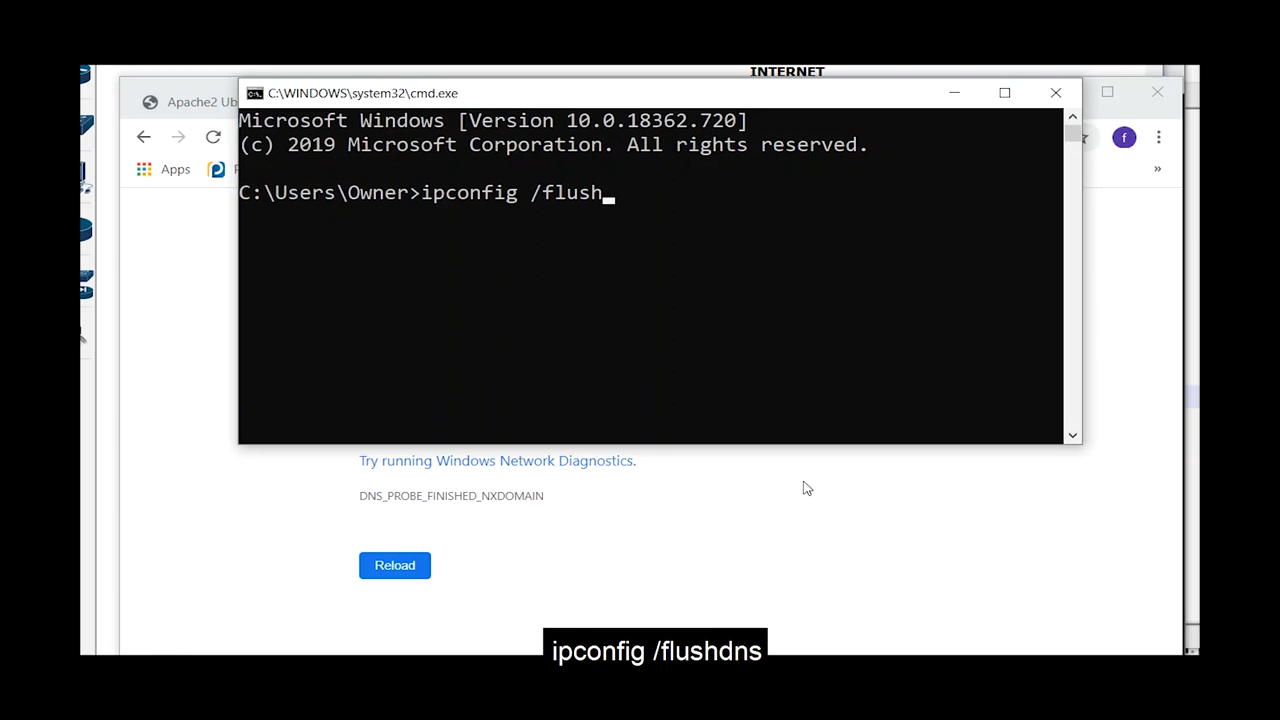 INTERNET
Apache2 Ub
C:\WINDOWS\system32\cmd.exe
f
Apps
Microsoft Windows [Version 10.0.18362.720]
(c) 2019 Microsoft Corporation. All rights reserved.
C:\Users\Owner>ipconfig /flush
Try running Windows Network Diagnostics.
DNS_PROBE_FINISHED_NXDOMAIN
Reload
ipconfig /flushdns